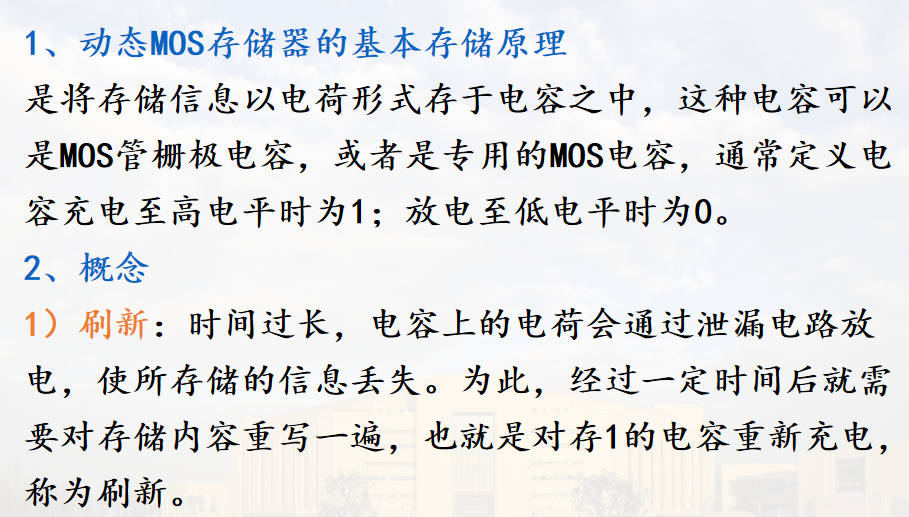 1、动态MOS存储器的基本存储原理
是将存储信息以电荷形式存于电容之中，这种电容可以
是MOS管栅极电容，或者是专用的MOS电容，通常定义电
容充电至高电平时为1；放电至低电平时为0。
2、概念
1）刷新：时间过长，电容上的电荷会通过泄漏电路放
电，使所存储的信息丢失。为此，经过一定时间后就需
要对存储内容重写一遍，也就是对存1的电容重新充电，
称为刷新。